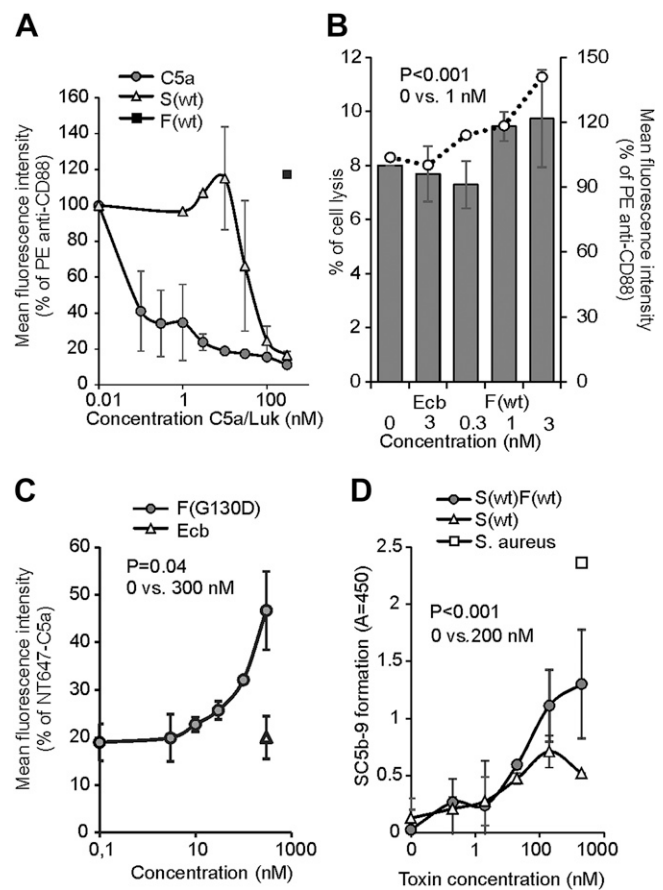 A
C5a
S(wt)
F(wt)
Mean fluorescence intensity
(% of PE anti-CD88)
160
140
120
100
80
60
40
20
0
0.01
1
100
Concentration C5a/Luk (nM)
B
12
10
8
6
4
2
0
150
120
90
60
30
0
P<0.001
0 vs. 1 nM
% of cell lysis
Mean fluorescence intensity
(% of PE anti-CD88)
Ecb
F(wt)
0
3
0.3
1
3
Concentration
(nM)
C
F(G130D)
Ecb
Mean fluorescence intensity
(% of NT647-C5a)
60
50
40
30
20
10
0
P=0.04
0 vs. 300 nM
0,1
10
1000
Concentration
(nM)
D
S(wt)F(wt)
S(wt)
S. aureus
SC5b-9 formation (A=450)
2.5
2
1.5
1
0.5
0
P<0.001
0 vs.200 nM
0
1
10
100
1000
Toxin concentration (nM)